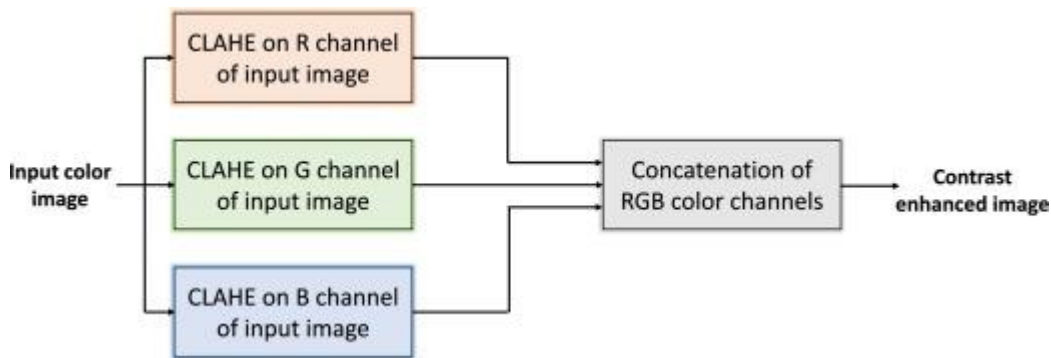 CLAHE on R channel
of input image
Input color
image
CLAHE on G channel
of input image
CLAHE on B channel
of input image
Concatenation of
RGB color channels
Contrast
enhanced image